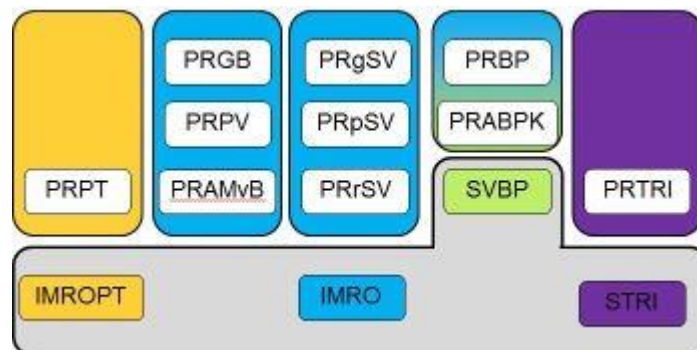 PRGB PRgSV PRBP
PRPV PRpSV PRABPK
PRPT PRAMvB PRrSV SVBP PRTRI
IMROPT IMRO STRI